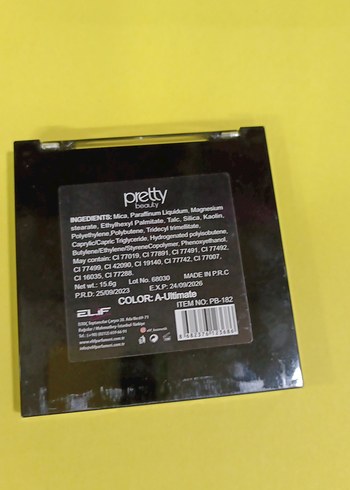 pretty
beauty
INGEDIENTS: Mica, Paraffinum Liquidum, Magnesium
stearate, Ethylhexyl Palmitate, Talc, Silica, Kaolin,
Polyethylene,Polybutene, Tridecyl trimellitate,
Caprylic/Capric Triglyceride, Hydrogenated polyisobutene,
Butylene/Ethylene/StyreneCopolymer, Phenoxyethanol.
May contain: CI 77019, CI 77891, CI 77491, CI 77492,
CI 77499, CI 42090, CI 19140, CI 77742, CI 77007,
CI 16035, CI 77288.
Net wt.: 15.6g Lot No. 68030 MADE IN P.R.C
P.R.D: 25/09/2023 E.X.P: 24/09/2026
COLOR: A-Ultimate
ITEM NO: PB-182
ELIF